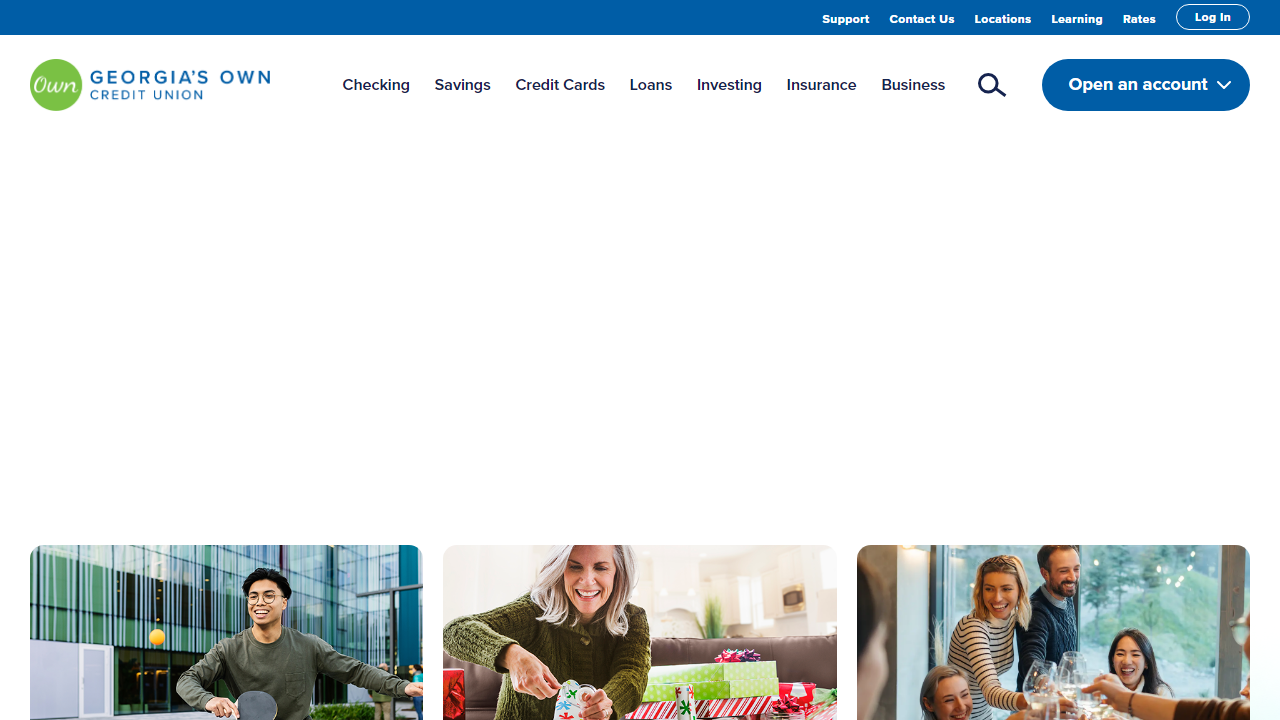 Support Contact Us Locations Learning Rates Log In
Own GEORGIA'S OWN
CREDIT UNION
Checking Savings Credit Cards Loans Investing Insurance Business Open an account